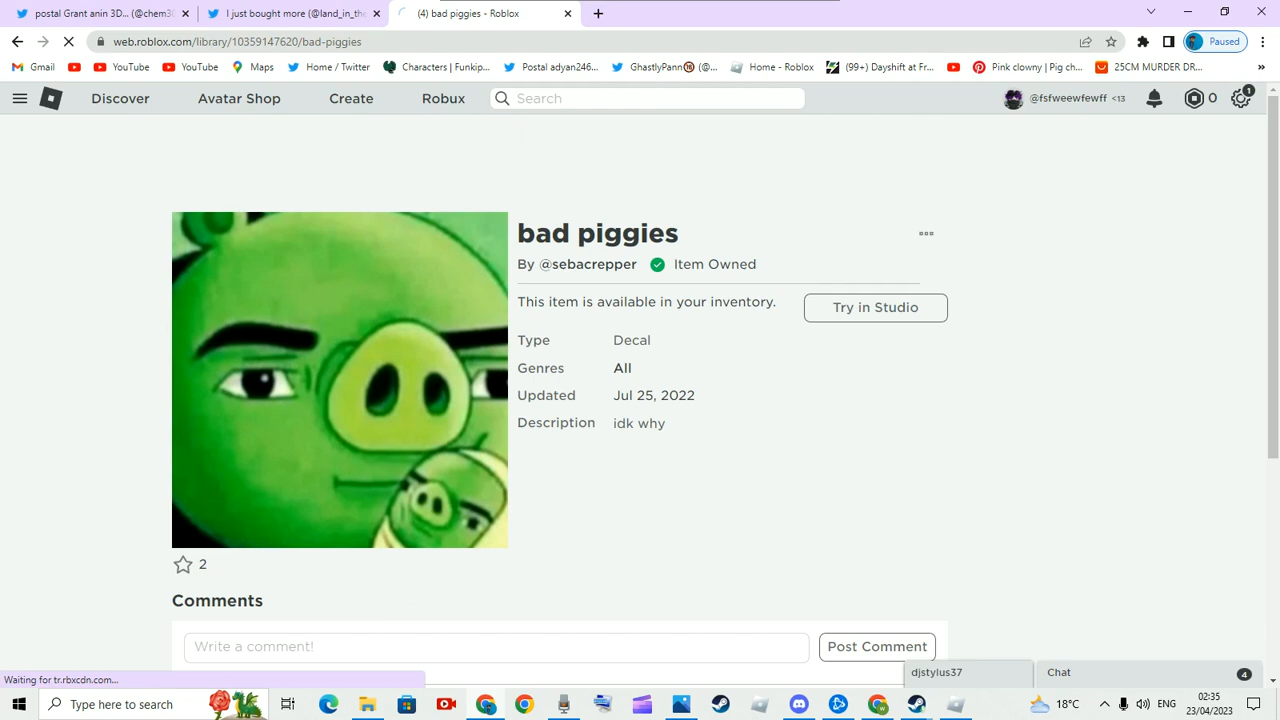 postal Grant anin 3D... (@chem30
I just bought more (@land_in_the
(4) bad piggies - Roblox
web.roblox.com/library/10359147620/bad-piggies
Paused
Gmail
YouTube
YouTube
Maps
Home / Twitter
Characters | Funkip...
Postal adyan246...
GhastlyPann🔞 (@...
Home - Roblox
(99+) Dayshift at Fr...
Pink clowny | Pig ch...
25CM MURDER DR...
»
Discover
Avatar Shop
Create
Robux
Search
@fsfweewfewff <13
0
1
bad piggies
By @sebacrepper
Item Owned
This item is available in your inventory.
Try in Studio
Type Decal
Genres All
Updated Jul 25, 2022
Description idk why
2
Comments
Write a comment!
Post Comment
Waiting for tr.rbxcdn.com...
djstylus37
Chat
4
Type here to search
18°C
ENG
02:35
23/04/2023